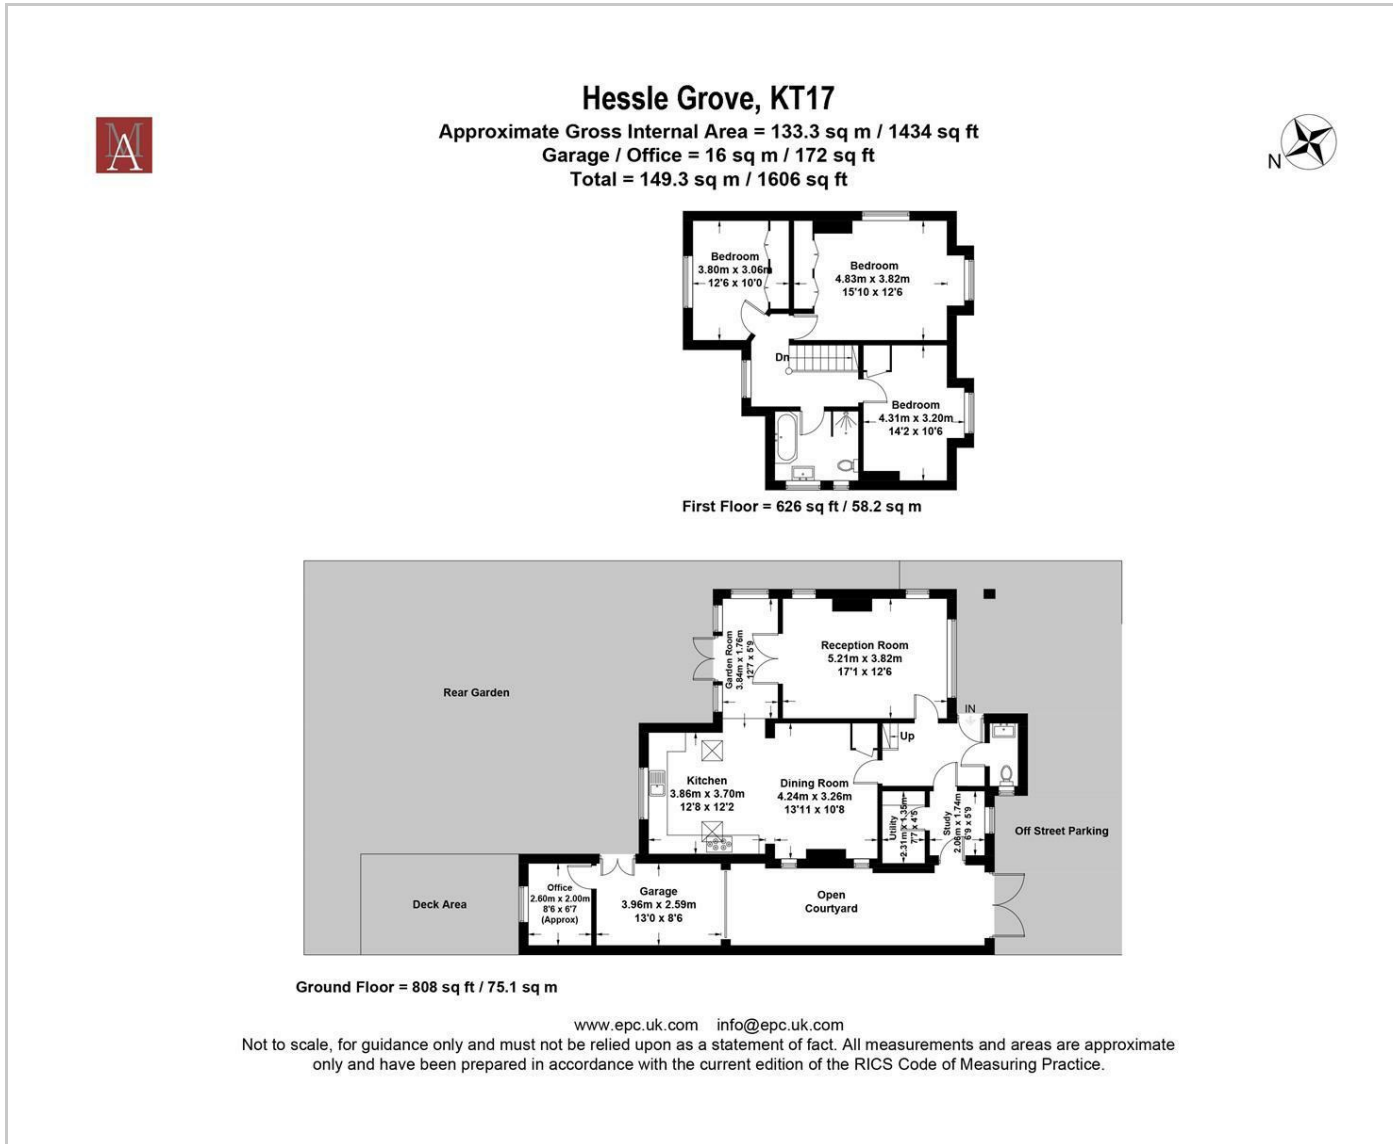 Hessle Grove, KT17
Approximate Gross Internal Area = 133.3 sq m / 1434 sq ft
Garage / Office = 16 sq m / 172 sq ft
Total = 149.3 sq m / 1606 sq ft
MA
N
Bedroom
3.80m x 3.06m
12'6 x 10'0
Bedroom
4.83m x 3.82m
15'10 x 12'6
Dn
Bedroom
4.31m x 3.20m
14'2 x 10'6
First Floor = 626 sq ft / 58.2 sq m
Rear Garden
Garden Room
3.84m x 1.76m
12'7 x 5'9
Reception Room
5.21m x 3.82m
17'1 x 12'6
IN
Up
Kitchen
3.86m x 3.70m
12'8 x 12'2
Dining Room
4.24m x 3.26m
13'11 x 10'8
Utility
2.31m x 1.35m
7'7 x 4'5
Study
2.06m x 1.74m
6'9 x 5'9
Off Street Parking
Deck Area
Office
2.60m x 2.00m
8'6 x 6'7
(Approx)
Garage
3.96m x 2.59m
13'0 x 8'6
Open
Courtyard
Ground Floor = 808 sq ft / 75.1 sq m
www.epc.uk.com info@epc.uk.com
Not to scale, for guidance only and must not be relied upon as a statement of fact. All measurements and areas are approximate
only and have been prepared in accordance with the current edition of the RICS Code of Measuring Practice.